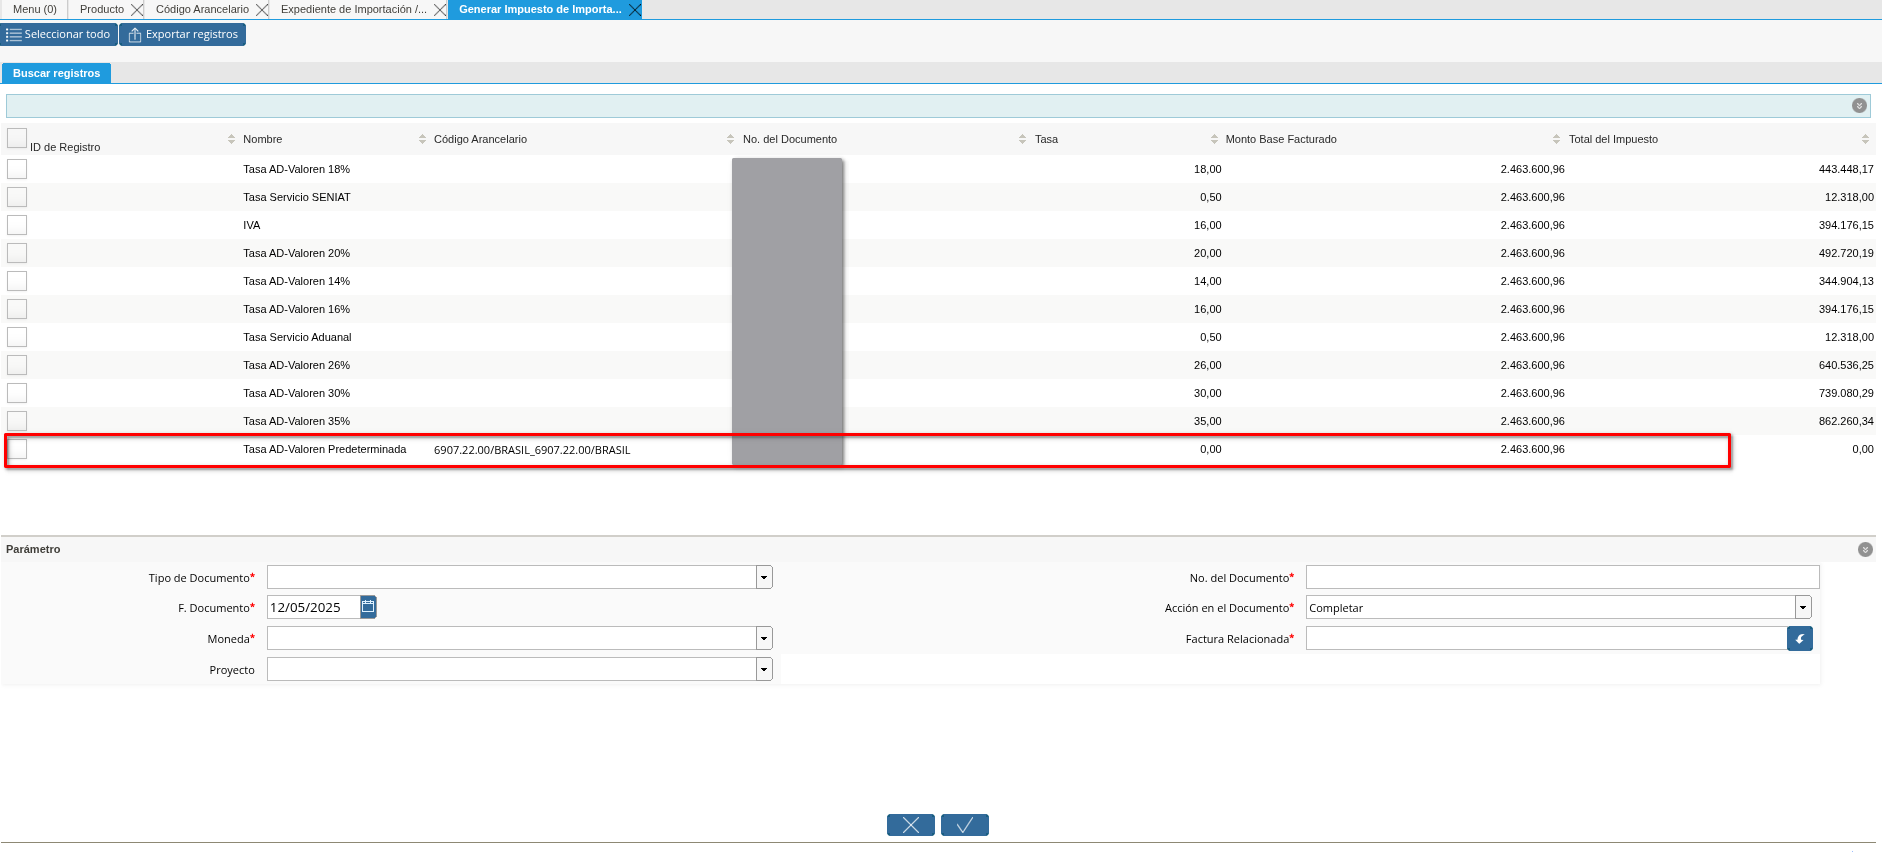 Menu (0) Producto Código Arancelario Expediente de Importación /... Generar Impuesto de Importa...
Seleccionar todo Exportar registros
Buscar registros
ID de Registro Nombre Código Arancelario No. del Documento Tasa Monto Base Facturado Total del Impuesto
Tasa AD-Valoren 18% 18,00 2.463.600,96 443.448,17
Tasa Servicio SENIAT 0,50 2.463.600,96 12.318,00
IVA 16,00 2.463.600,96 394.176,15
Tasa AD-Valoren 20% 20,00 2.463.600,96 492.720,19
Tasa AD-Valoren 14% 14,00 2.463.600,96 344.904,13
Tasa AD-Valoren 16% 16,00 2.463.600,96 394.176,15
Tasa Servicio Aduanal 0,50 2.463.600,96 12.318,00
Tasa AD-Valoren 26% 26,00 2.463.600,96 640.536,25
Tasa AD-Valoren 30% 30,00 2.463.600,96 739.080,29
Tasa AD-Valoren 35% 35,00 2.463.600,96 862.260,34
Tasa AD-Valoren Predeterminada 6907.22.00/BRASIL_6907.22.00/BRASIL 0,00 2.463.600,96 0,00
Parámetro
Tipo de Documento* No. del Documento*
F. Documento* 12/05/2025 Acción en el Documento* Completar
Moneda* Factura Relacionada*
Proyecto